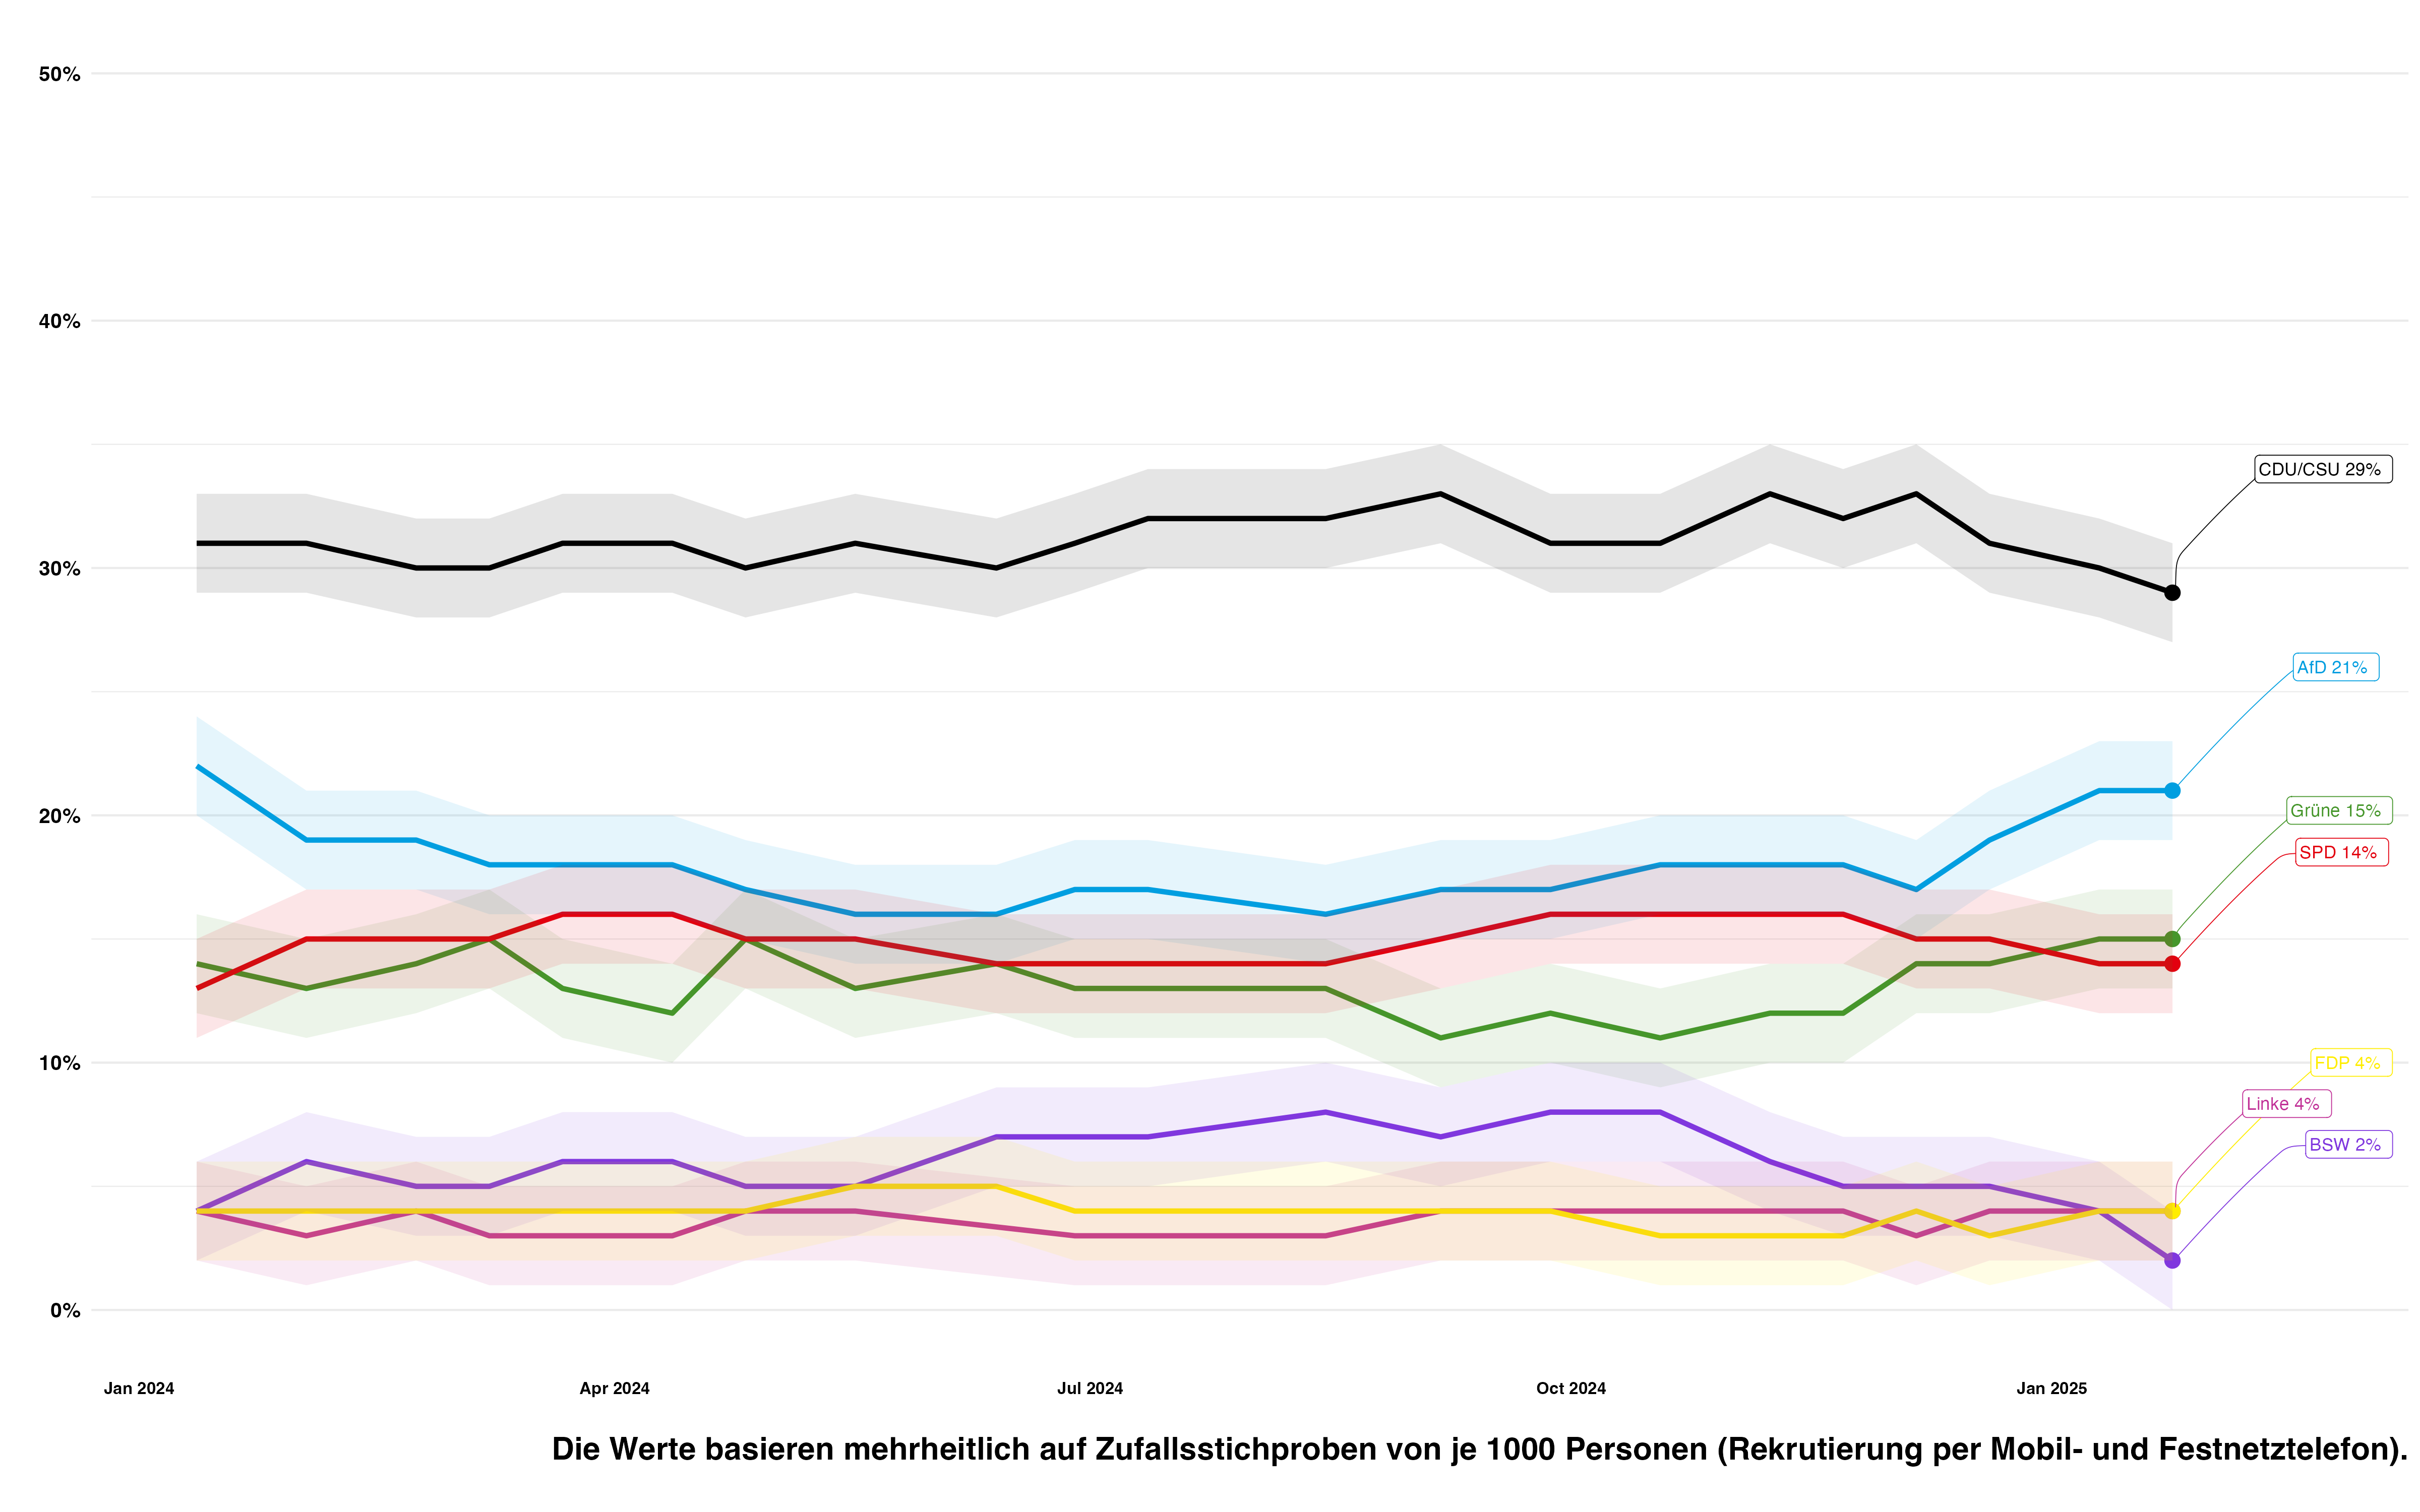 50%
40%
30%
20%
10%
0%
CDU/CSU 29%
AfD 21%
Grüne 15%
SPD 14%
FDP 4%
Linke 4%
BSW 2%
Jan 2024 Apr 2024 Jul 2024 Oct 2024 Jan 2025
Die Werte basieren mehrheitlich auf Zufallsstichproben von je 1000 Personen (Rekrutierung per Mobil- und Festnetztelefon).